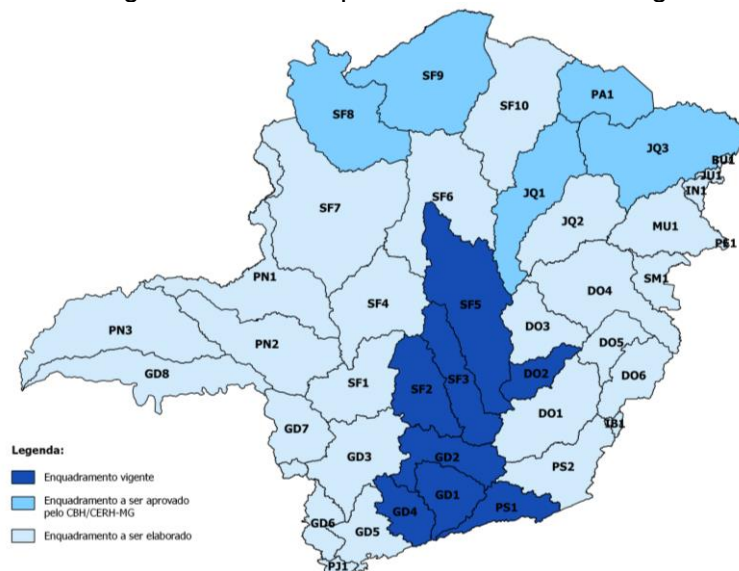 SF9
SF8
SF10
PA1
JQ3
BU1
JU1
IN1
JQ1
SF6
SF7
JQ2
MU1
PE1
PN1
SM1
DO4
SF5
SF4
DO3
PN3
PN2
DO5
GD8
DO2
DO6
SF1
SF2
SF3
DO1
IB1
GD7
GD3
GD2
PS2
GD1
GD4
PS1
GD6
GD5
PJ1
Legenda:
Enquadramento vigente
Enquadramento a ser aprovado
pelo CBH/CERH-MG
Enquadramento a ser elaborado